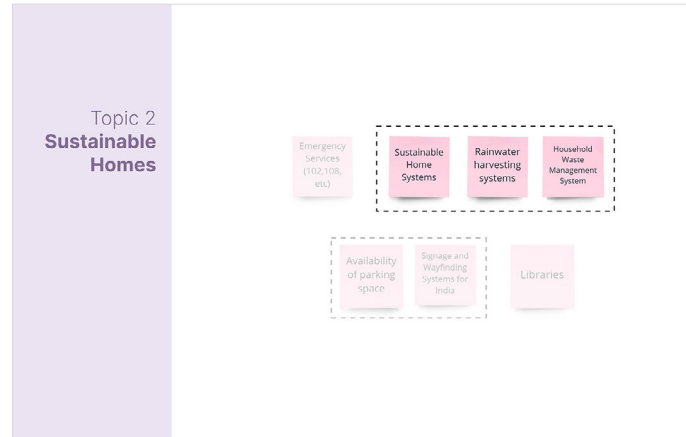 Topic 2
Sustainable
Homes
Emergency
Services
(102,108,
etc)
Sustainable
Home
Systems
Rainwater
harvesting
systems
Household
Waste
Management
System
Availability
of parking
space
Signage and
Wayfinding
Systems for
India
Libraries